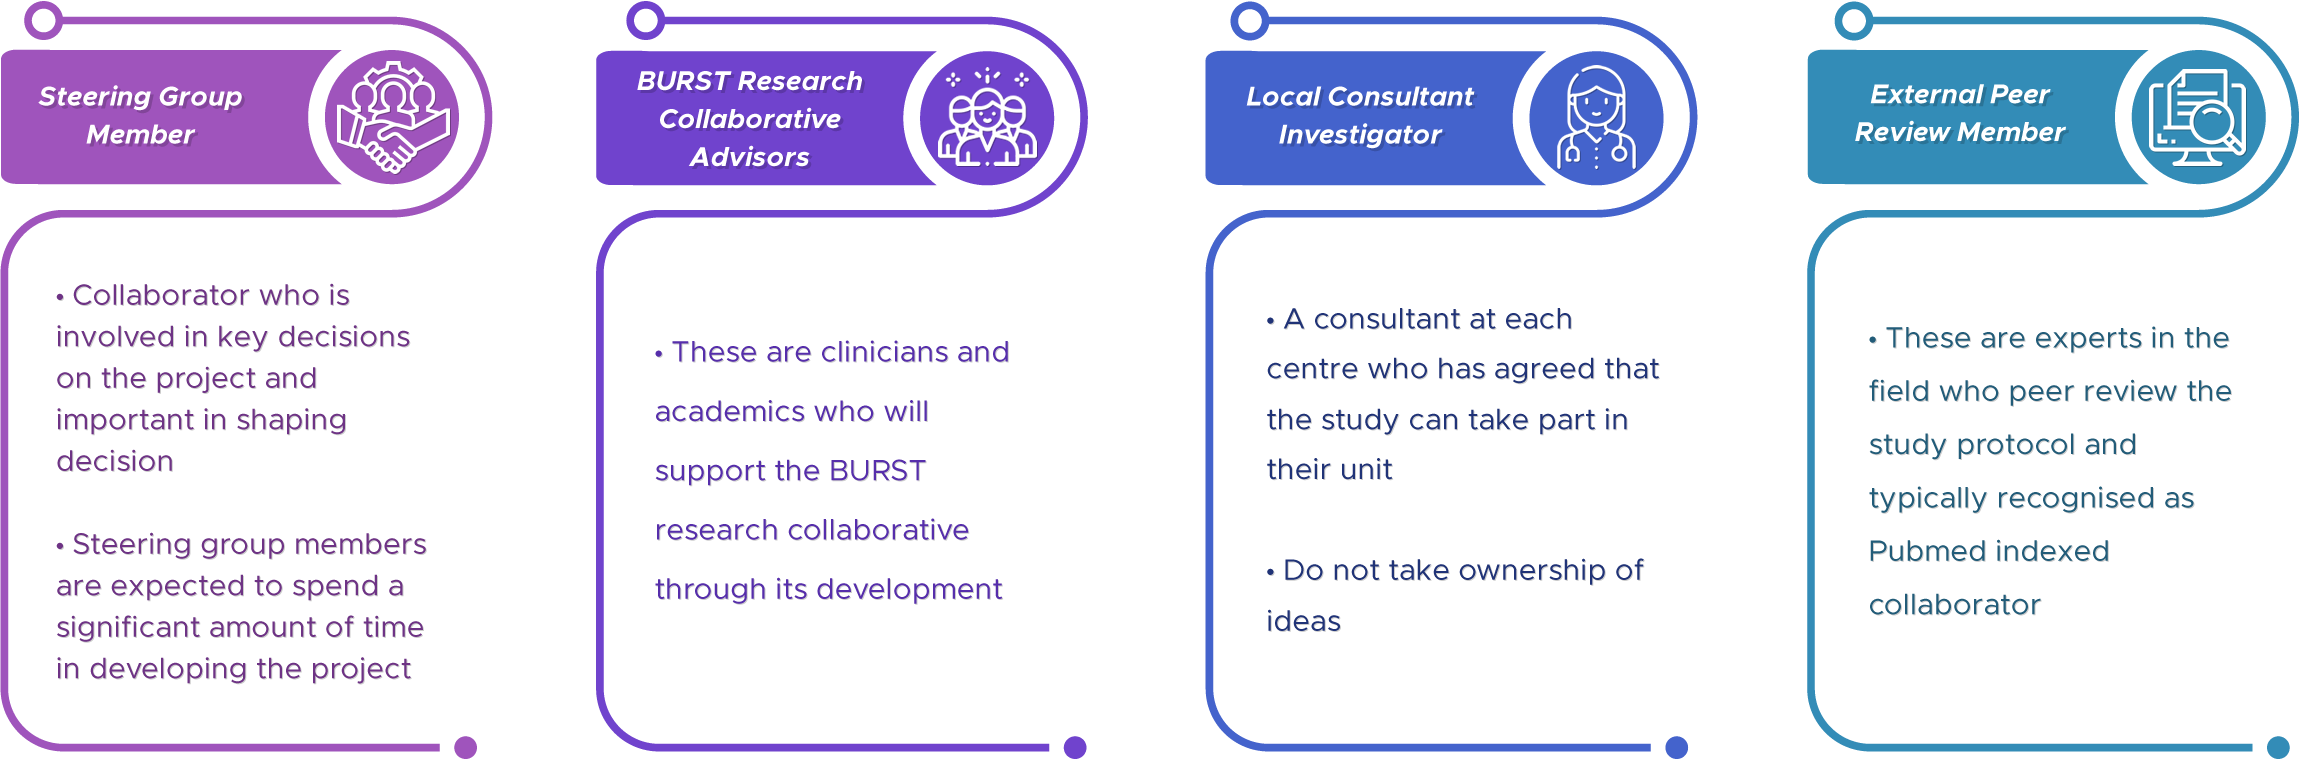 Steering Group
Member
• Collaborator who is
involved in key decisions
on the project and
important in shaping
decision
• Steering group members
are expected to spend a
significant amount of time
in developing the project
BURST Research
Collaborative
Advisors
• These are clinicians and
academics who will
support the BURST
research collaborative
through its development
Local Consultant
Investigator
• A consultant at each
centre who has agreed that
the study can take part in
their unit
• Do not take ownership of
ideas
External Peer
Review Member
• These are experts in the
field who peer review the
study protocol and
typically recognised as
Pubmed indexed
collaborator